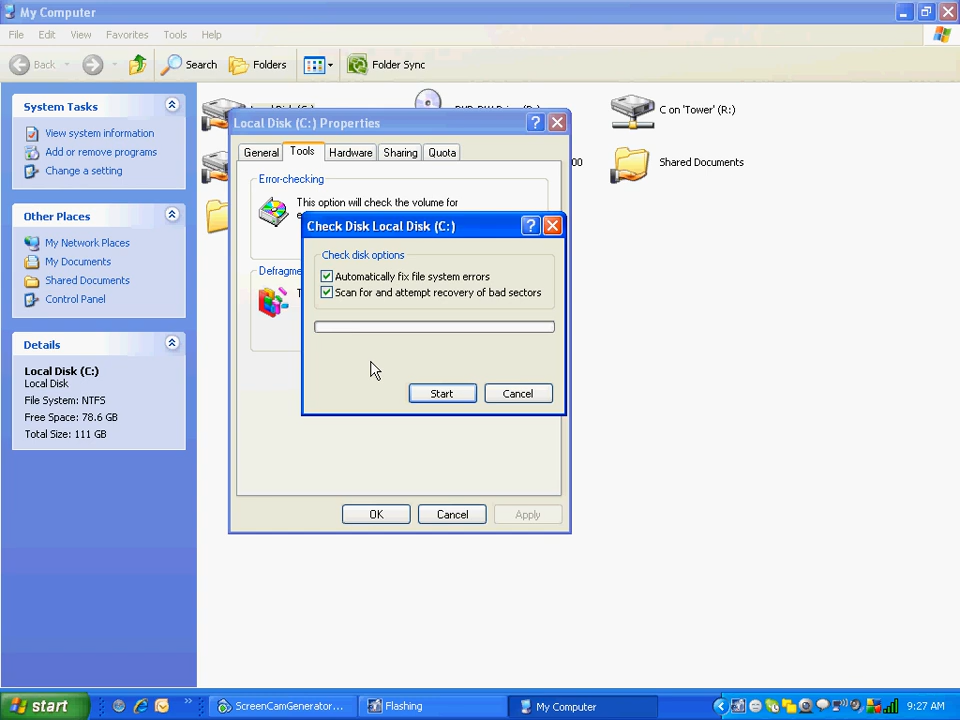 My Computer
File Edit View Favorites Tools Help
Back Search Folders Folder Sync
System Tasks
View system information
Add or remove programs
Change a setting
Other Places
My Network Places
My Documents
Shared Documents
Control Panel
Details
Local Disk (C:)
Local Disk
File System: NTFS
Free Space: 78.6 GB
Total Size: 111 GB
C on 'Tower' (R:)
Shared Documents
Local Disk (C:) Properties
General Tools Hardware Sharing Quota
Error-checking
This option will check the volume for
Check Disk Local Disk (C:)
Check disk options
Automatically fix file system errors
Scan for and attempt recovery of bad sectors
Start Cancel
OK Cancel Apply
start ScreenCamGenerator... Flashing My Computer 9:27 AM